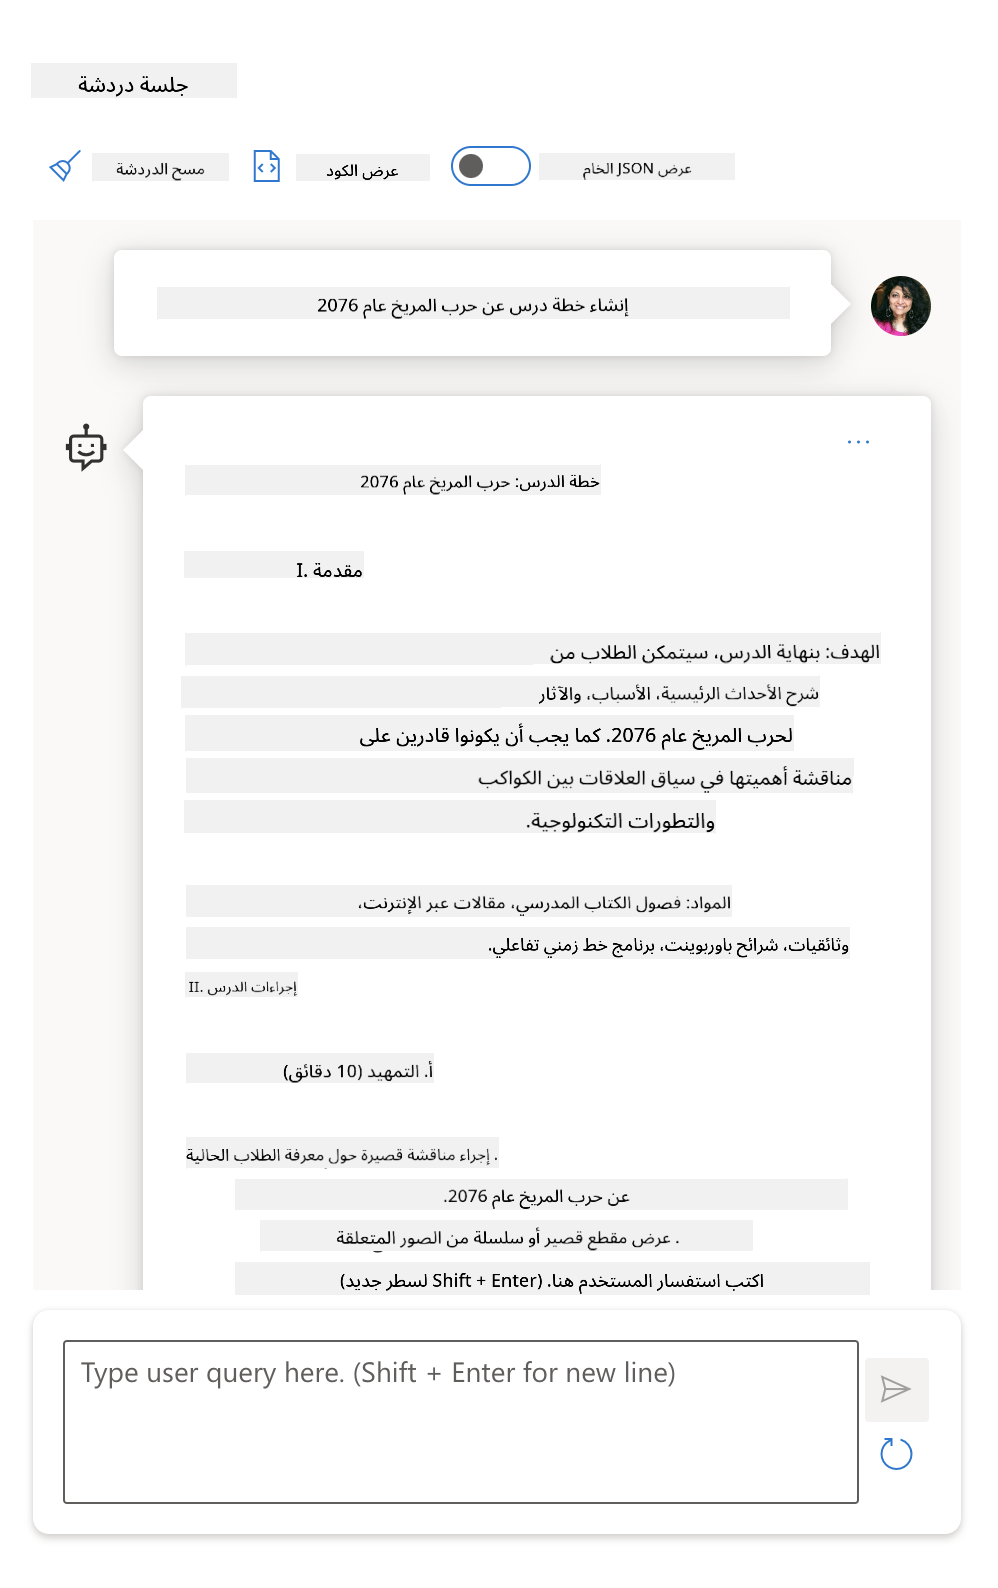 جلسة دردشة
مسح الدردشة
عرض الكود
عرض JSON الخام
إنشاء خطة درس عن حرب المريخ عام 2076
خطة الدرس: حرب المريخ عام 2076
I. مقدمة
الهدف: بنهاية الدرس، سيتمكن الطلاب من
شرح الأحداث الرئيسية، الأسباب، والآثار
لحرب المريخ عام 2076. كما يجب أن يكونوا قادرين على
مناقشة أهميتها في سياق العلاقات بين الكواكب
والتطورات التكنولوجية.
المواد: فصول الكتاب المدرسي، مقالات عبر الإنترنت،
وثائقيات، شرائح باوربوينت، برنامج خط زمني تفاعلي.
II. إجراءات الدرس
أ. التمهيد (10 دقائق)
. إجراء مناقشة قصيرة حول معرفة الطلاب الحالية
عن حرب المريخ عام 2076.
. عرض مقطع قصير أو سلسلة من الصور المتعلقة
اكتب استفسار المستخدم هنا. (Shift + Enter لسطر جديد)
Type user query here. (Shift + Enter for new line)